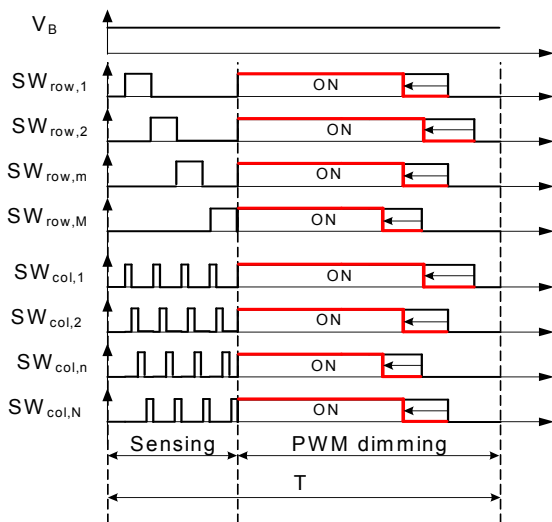 V_B
SW_row,1 ON
SW_row,2 ON
SW_row,m ON
SW_row,M ON
SW_col,1 ON
SW_col,2 ON
SW_col,n ON
SW_col,N ON
Sensing PWM dimming
T